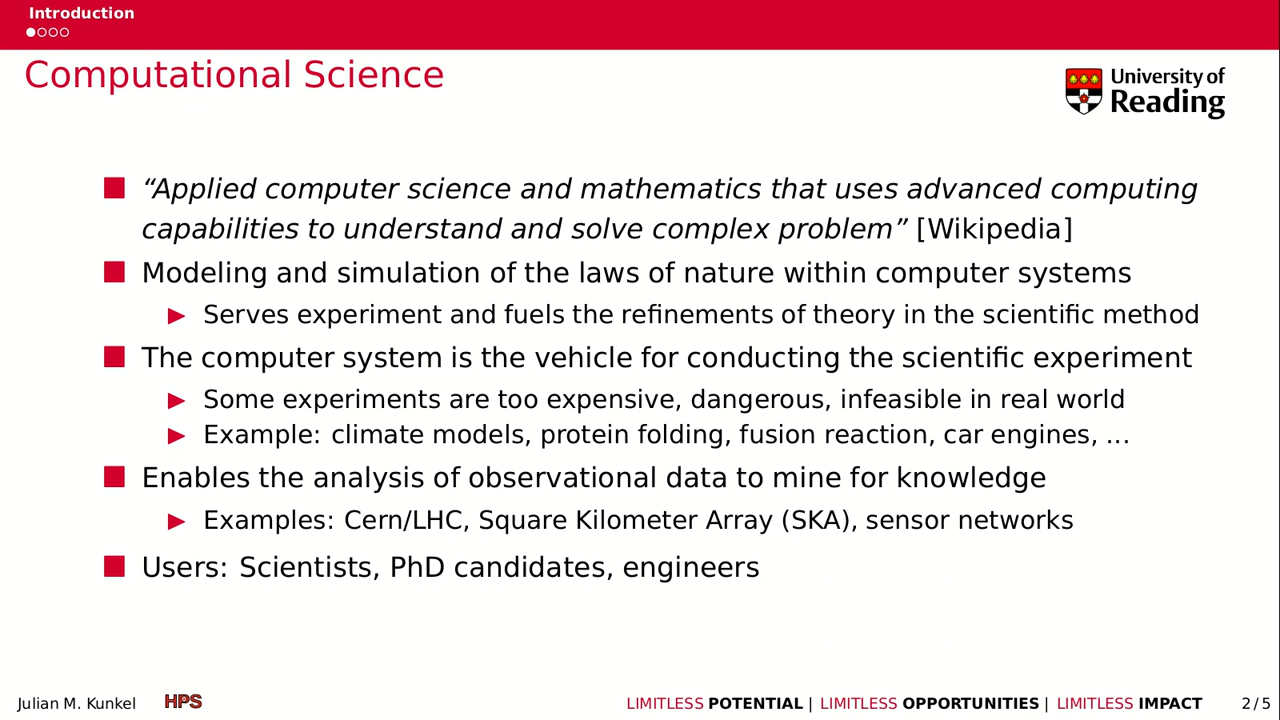 Introduction
Computational Science
University of
Reading
“Applied computer science and mathematics that uses advanced computing
capabilities to understand and solve complex problem” [Wikipedia]
Modeling and simulation of the laws of nature within computer systems
Serves experiment and fuels the refinements of theory in the scientific method
The computer system is the vehicle for conducting the scientific experiment
Some experiments are too expensive, dangerous, infeasible in real world
Example: climate models, protein folding, fusion reaction, car engines, ...
Enables the analysis of observational data to mine for knowledge
Examples: Cern/LHC, Square Kilometer Array (SKA), sensor networks
Users: Scientists, PhD candidates, engineers
Julian M. Kunkel HPS LIMITLESS POTENTIAL | LIMITLESS OPPORTUNITIES | LIMITLESS IMPACT 2/5